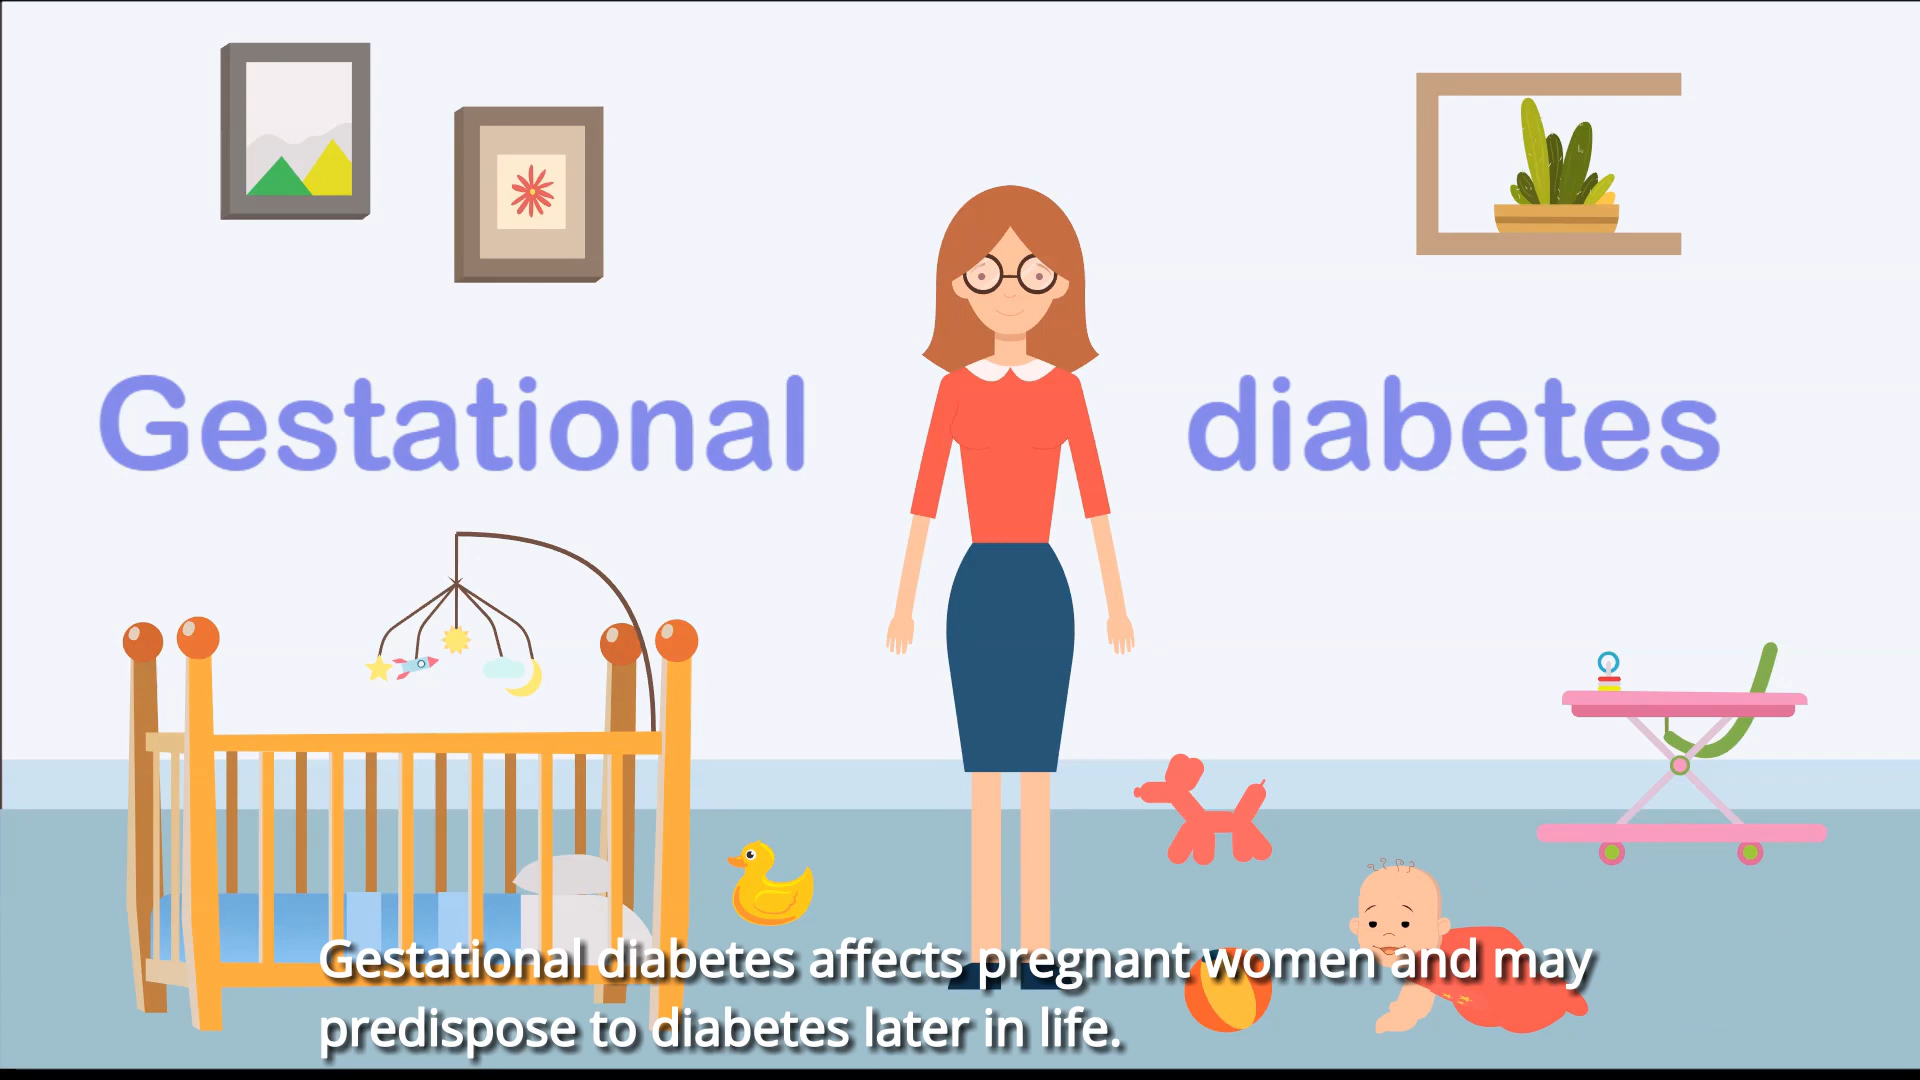 Gestational diabetes
Gestational diabetes affects pregnant women and may
predispose to diabetes later in life.